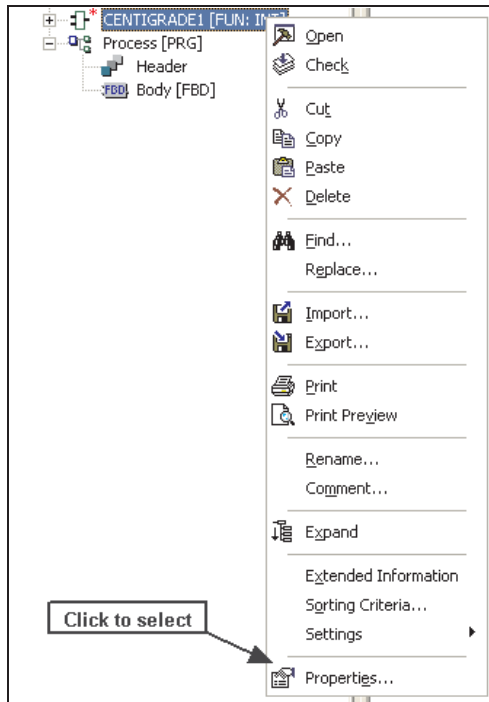 CENTIGRADE1 [FUN: INT]
Process [PRG]
Header
FBD Body [FBD]
Open
Check
Cut
Copy
Paste
Delete
Find...
Replace...
Import...
Export...
Print
Print Preview
Rename...
Comment...
Expand
Extended Information
Sorting Criteria...
Settings
Click to select
Properties...